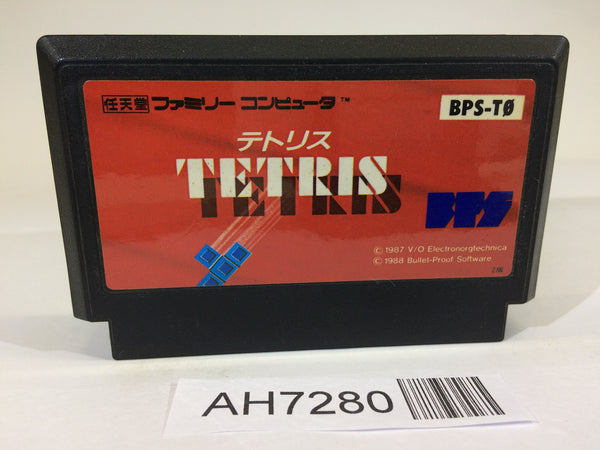 任天堂 ファミリー コンピュータ™
BPS-TØ
テトリス
TETRIS
BPS
© 1987 V/O Electronorgtechnica
© 1988 Bullet-Proof Software
AH7280